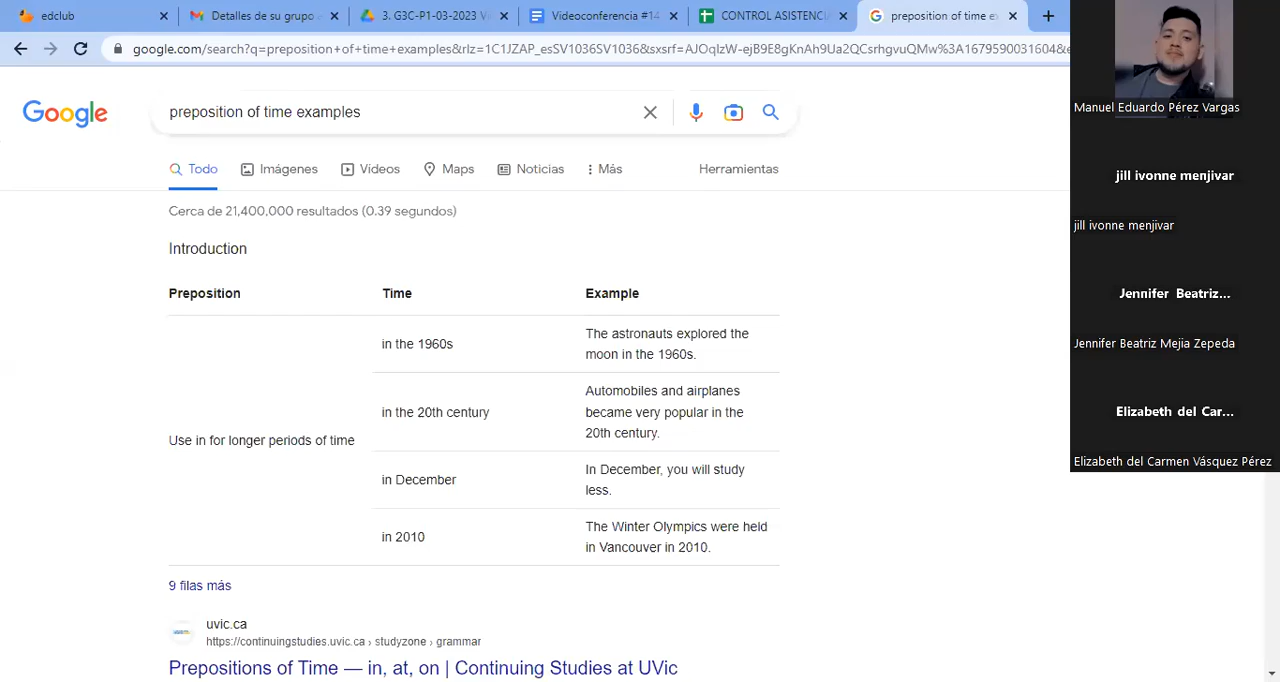 edclub
Detalles de su grupo
3. G3C-P1-03-2023 Vi
Videoconferencia #14
CONTROL ASISTENCIA
preposition of time ex
google.com/search?q=preposition+of+time+examples&rlz=1C1JZAP_esSV1036SV1036&sxsrf=AJOqlzW-ejB9E8gKnAh9Ua2QCsrhgvuQMw%3A1679590031604&e
Google
preposition of time examples
Todo
Imágenes
Vídeos
Maps
Noticias
Más
Herramientas
Cerca de 21,400,000 resultados (0.39 segundos)
Introduction
Preposition Time Example
in the 1960s
The astronauts explored the
moon in the 1960s.
in the 20th century
Automobiles and airplanes
became very popular in the
20th century.
Use in for longer periods of time
in December
In December, you will study
less.
in 2010
The Winter Olympics were held
in Vancouver in 2010.
9 filas más
uvic.ca
https://continuingstudies.uvic.ca › studyzone › grammar
Prepositions of Time — in, at, on | Continuing Studies at UVic
Manuel Eduardo Pérez Vargas
jill ivonne menjivar
jill ivonne menjivar
Jennifer Beatriz...
Jennifer Beatriz Mejia Zepeda
Elizabeth del Car...
Elizabeth del Carmen Vásquez Pérez